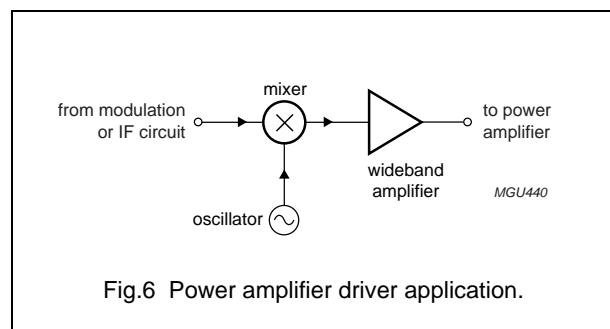 mixer
from modulation
or IF circuit
to power
amplifier
wideband
amplifier
MGU440
oscillator
Fig.6 Power amplifier driver application.